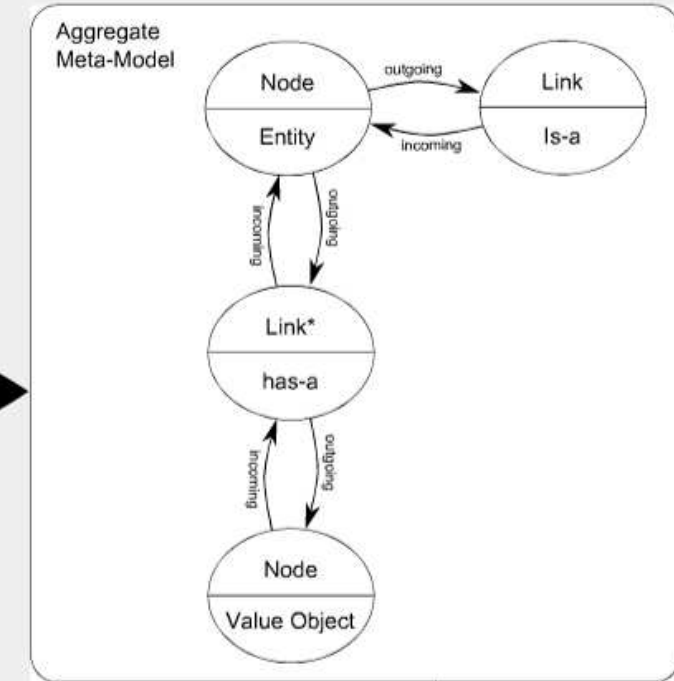 Aggregate
Meta-Model
Node
Entity
outgoing
incoming
Link
Is-a
incoming
outgoing
Link*
has-a
incoming
outgoing
Node
Value Object